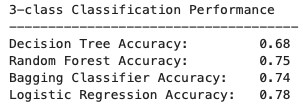 3-class Classification Performance
------------------------------------
Decision Tree Accuracy: 0.68
Random Forest Accuracy: 0.75
Bagging Classifier Accuracy: 0.74
Logistic Regression Accuracy: 0.78